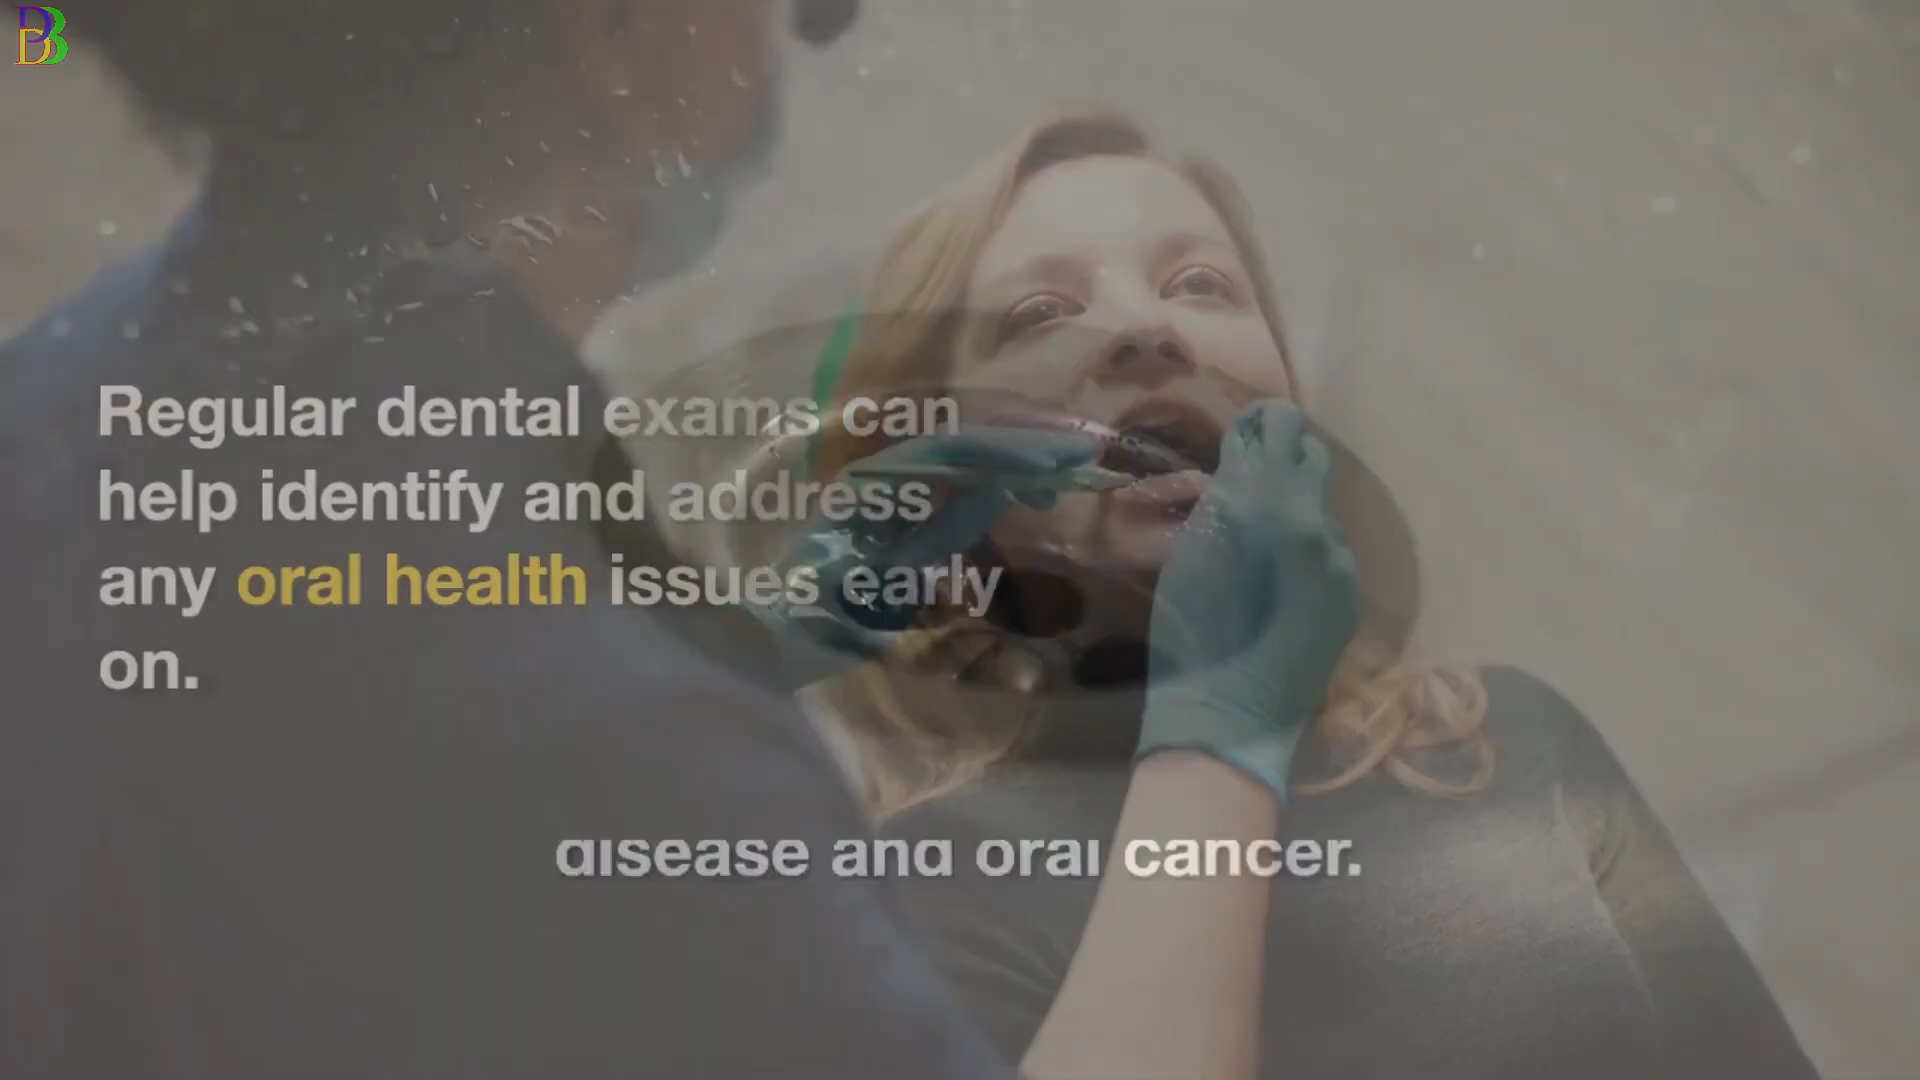 Regular dental exams can
help identify and address
any oral health issues early
on.
disease and oral cancer.